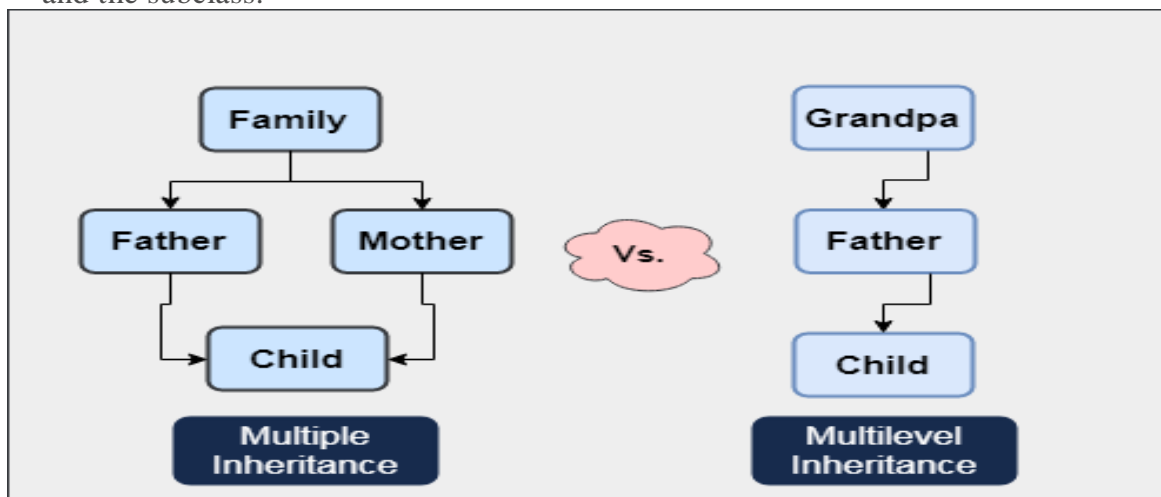 and the subclass.
Family
Grandpa
Father
Mother
Vs.
Father
Child
Child
Multiple
Inheritance
Multilevel
Inheritance